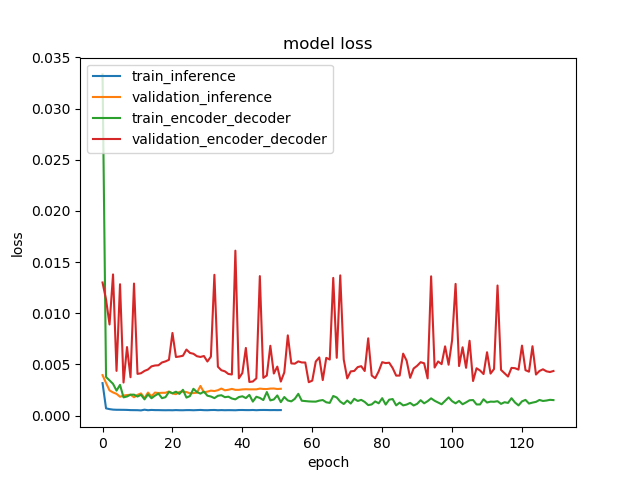 model loss
train_inference
validation_inference
train_encoder_decoder
validation_encoder_decoder
loss
0.035
0.030
0.025
0.020
0.015
0.010
0.005
0.000
0 20 40 60 80 100 120
epoch